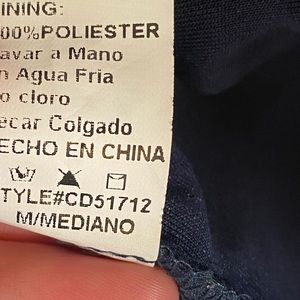 INING:
00%POLIESTER
avar a Mano
n Agua Fria
o cloro
ecar Colgado
ECHO EN CHINA
TYLE#CD51712
M/MEDIANO